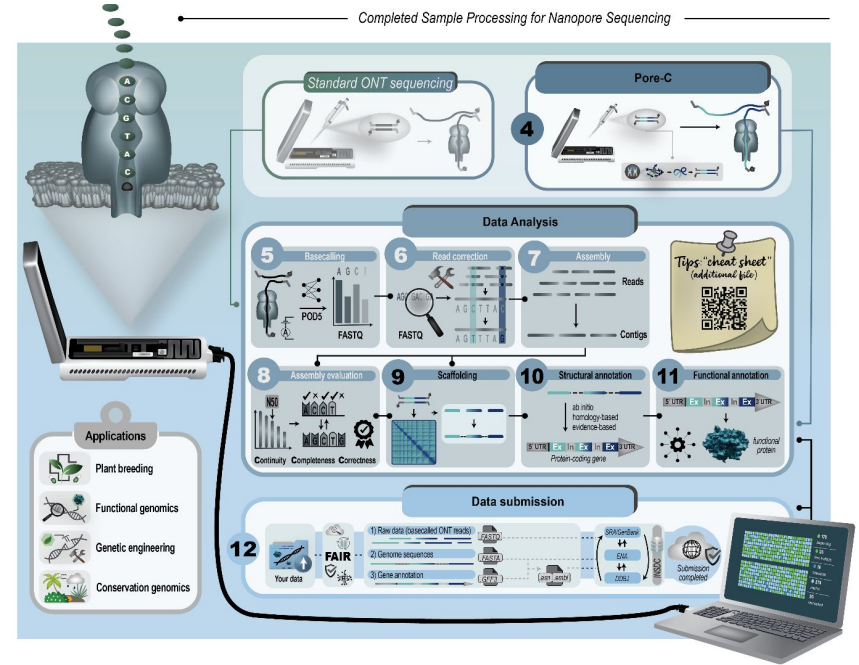 Completed Sample Processing for Nanopore Sequencing
A
C
G
T
A
C
Standard ONT sequencing
Pore-C
4
Data Analysis
5
Basecalling
A G C T
POD5
FASTQ
A
6
Read correction
FASTQ
A G C T T A C
A G T T T A G
7
Assembly
Reads
Contigs
Tips: "cheat sheet"
(additional file)
8
Assembly evaluation
N50
Continuity Completeness Correctness
9
Scaffolding
10
Structural annotation
ab initio
homology-based
evidence-based
5' UTR Ex In Ex In Ex 3'UTR
Protein-coding gene
11
Functional annotation
5' UTR Ex In Ex In Ex 3'UTR
functional
protein
Applications
Plant breeding
Functional genomics
Genetic engineering
Conservation genomics
Data submission
12
Your data
FAIR
1) Raw data (basecalled ONT reads)
FASTQ
2) Genome sequences
FASTA
3) Gene annotation
GFF3
.asn .embl
SRA/GenBank
ENA
DDBJ
INSDC
Submission
completed